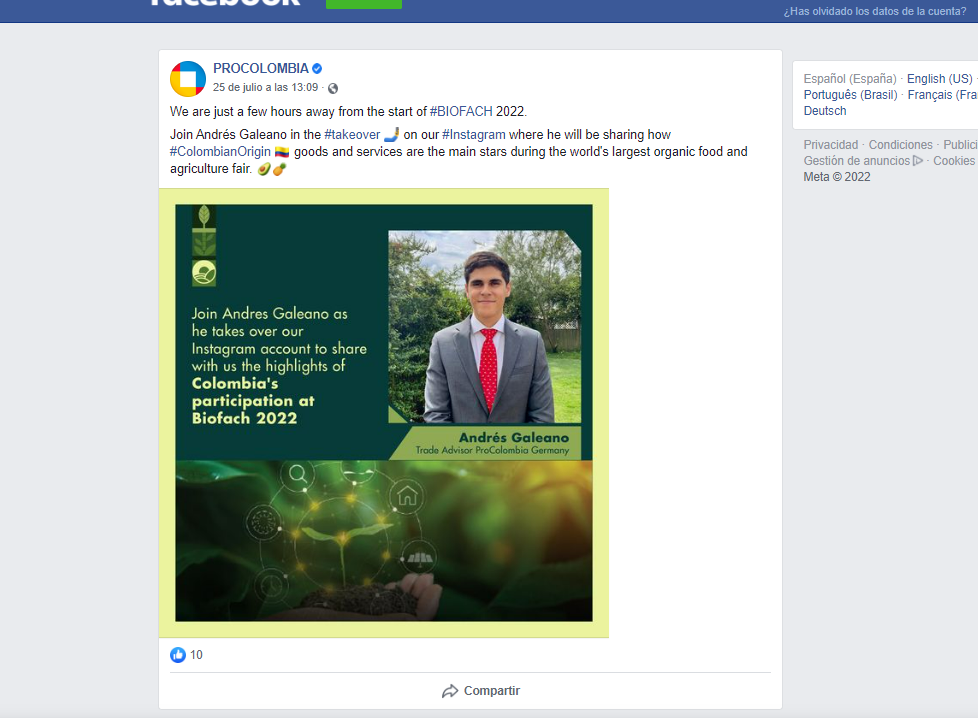 facebook
¿Has olvidado los datos de la cuenta?
PROCOLOMBIA
25 de julio a las 13:09 ·
We are just a few hours away from the start of #BIOFACH 2022.
Join Andrés Galeano in the #takeover 🤳 on our #Instagram where he will be sharing how
#ColombianOrigin 🇨🇴 goods and services are the main stars during the world's largest organic food and
agriculture fair. 🥑🍍
Join Andres Galeano as
he takes over our
Instagram account to share
with us the highlights of
Colombia's
participation at
Biofach 2022
Andrés Galeano
Trade Advisor ProColombia Germany
10
Compartir
Español (España) · English (US) ·
Português (Brasil) · Français (Fra
Deutsch
Privacidad · Condiciones · Publici
Gestión de anuncios · Cookies
Meta © 2022